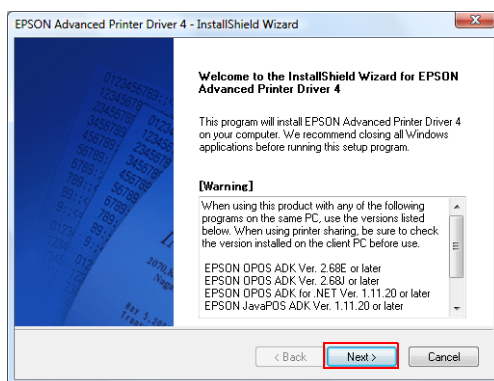 EPSON Advanced Printer Driver 4 - InstallShield Wizard
Welcome to the InstallShield Wizard for EPSON
Advanced Printer Driver 4
This program will install EPSON Advanced Printer Driver 4
on your computer. We recommend closing all Windows
applications before running this setup program.
[Warning]
When using this product with any of the following
programs on the same PC, use the versions listed
below. When using printer sharing, be sure to check
the version installed on the client PC before use.
EPSON OPOS ADK Ver. 2.68E or later
EPSON OPOS ADK Ver. 2.68J or later
EPSON OPOS ADK for .NET Ver. 1.11.20 or later
EPSON JavaPOS ADK Ver. 1.11.20 or later
< Back
Next >
Cancel